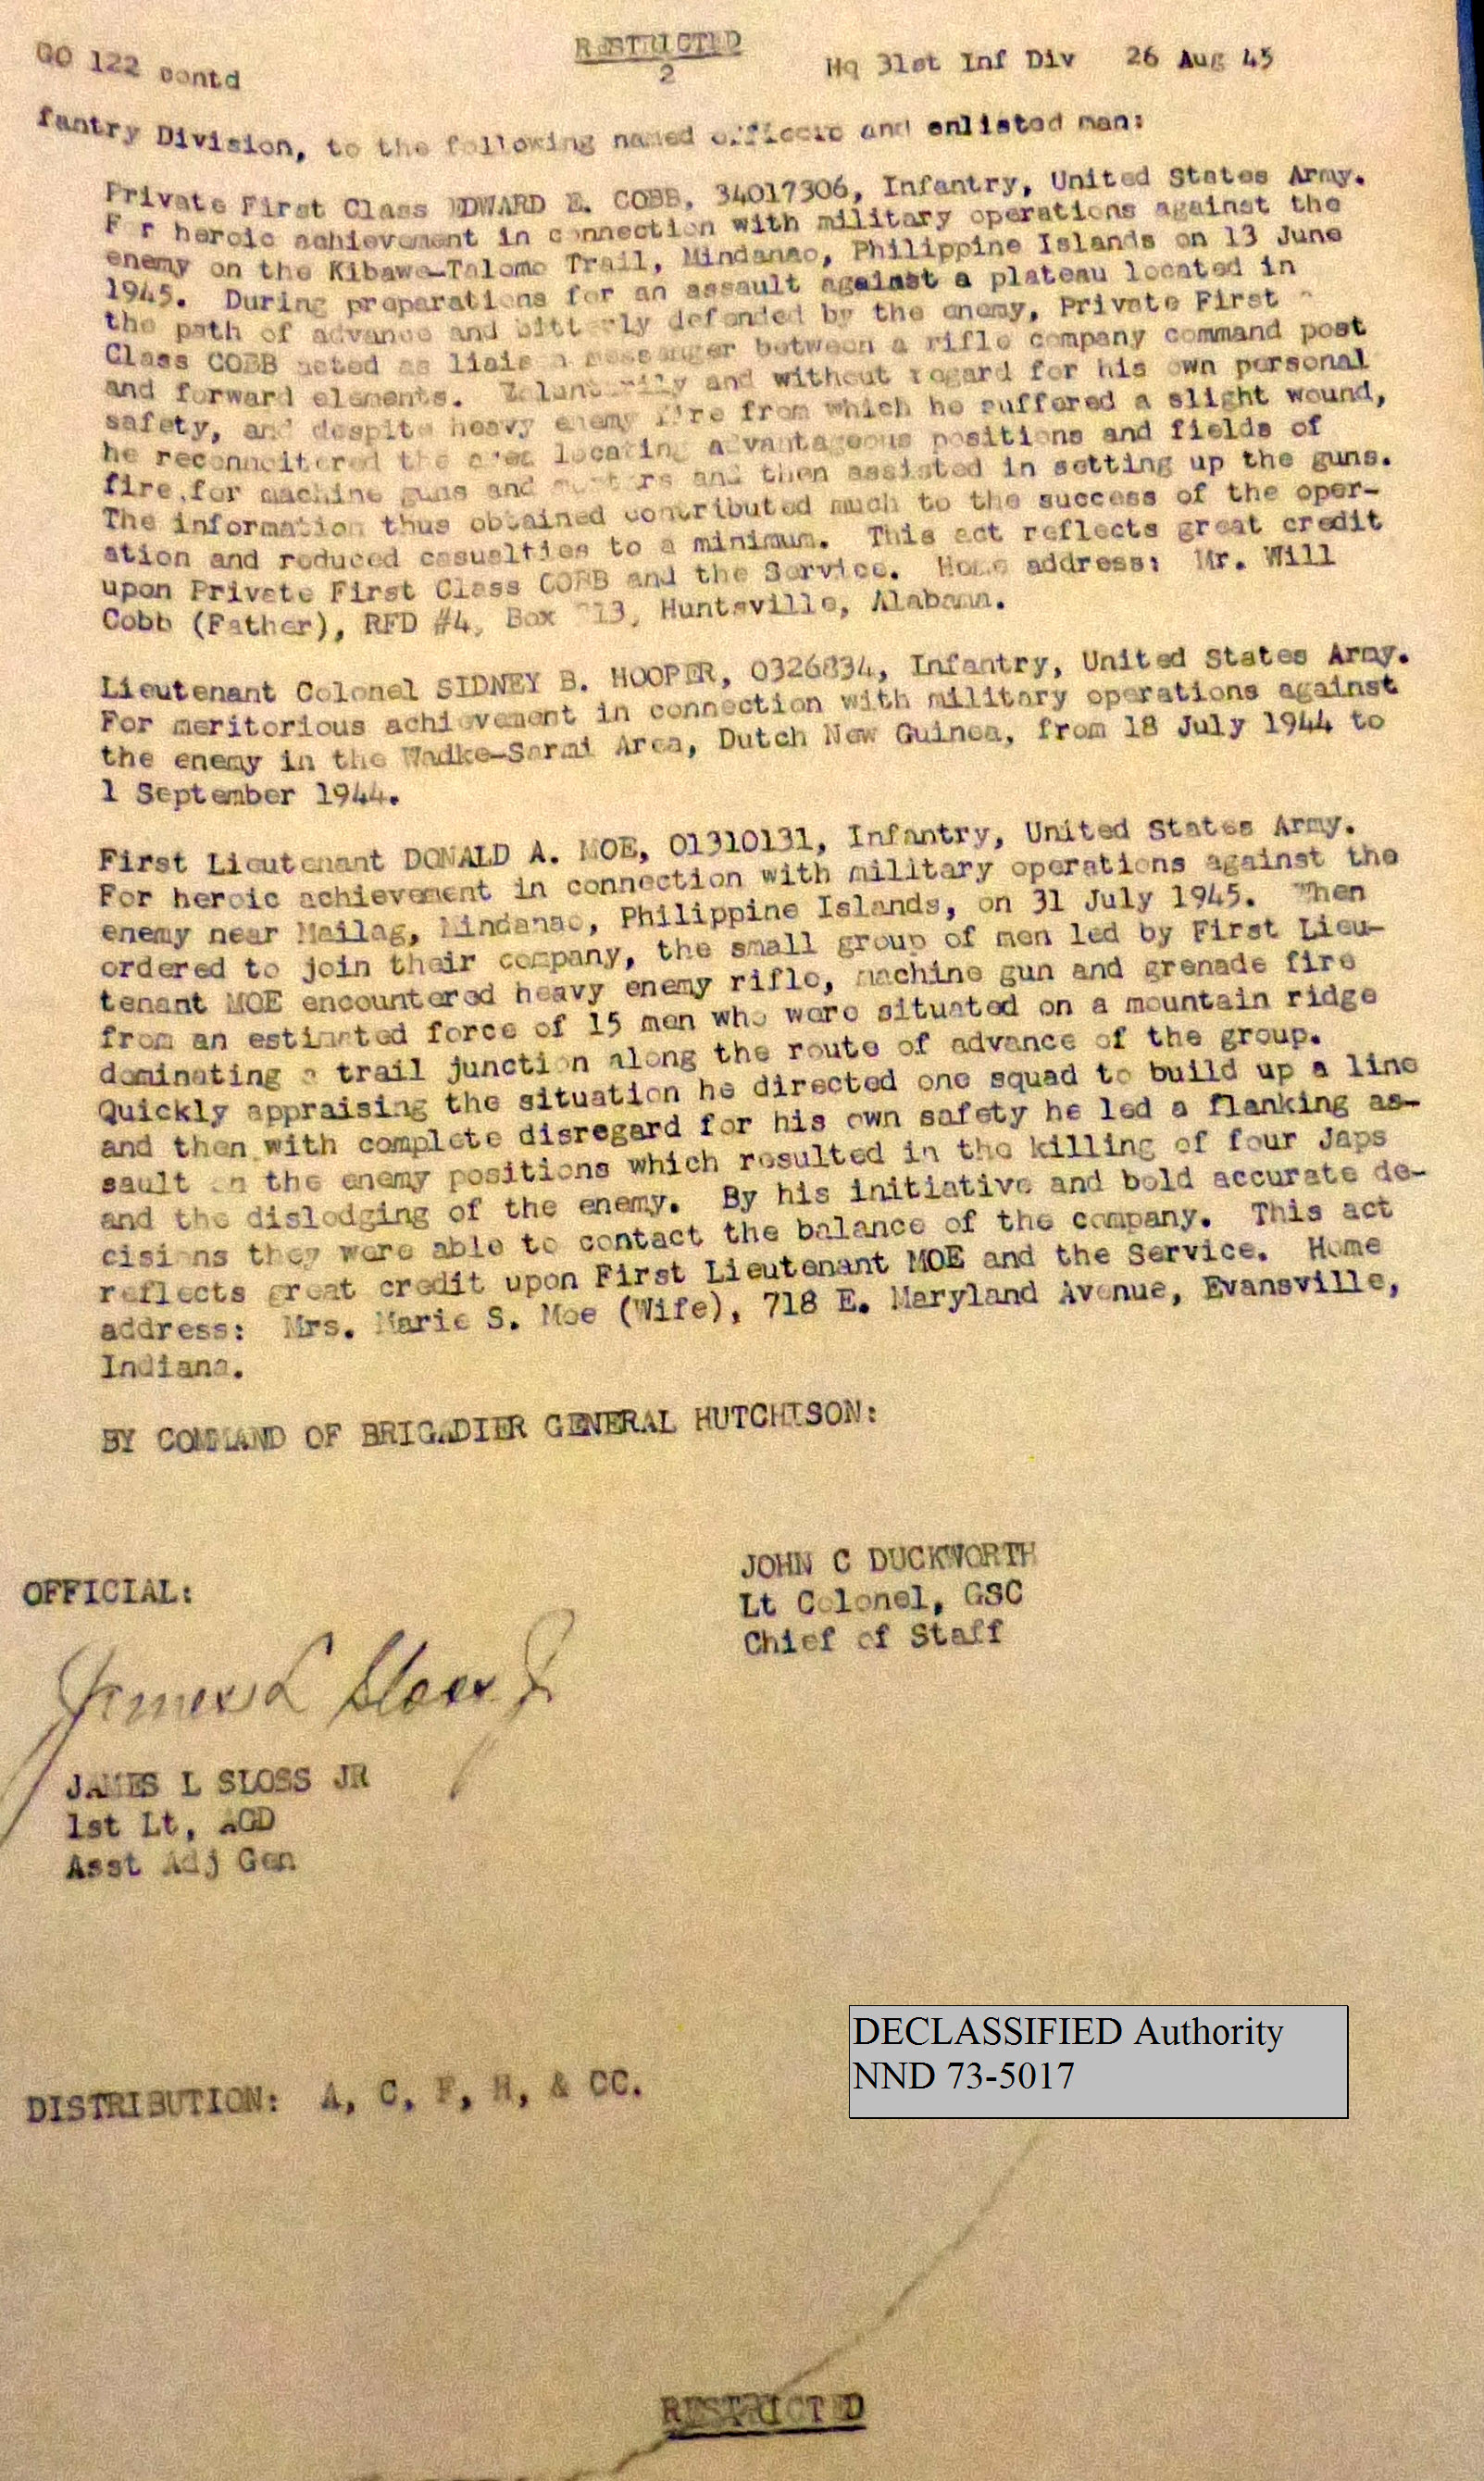 RESTRICTED
GO 122 contd 2 Hq 31st Inf Div 26 Aug 45
fantry Division, to the following named officers and enlisted man:
Private First Class EDWARD E. COBB, 34017306, Infantry, United States Army.
For heroic achievement in connection with military operations against the
enemy on the Kibawe-Talomo Trail, Mindanao, Philippine Islands on 13 June
1945. During preparations for an assault against a plateau located in
the path of advance and bitterly defended by the enemy, Private First
Class COBB acted as liaison messenger between a rifle company command post
and forward elements. Voluntarily and without regard for his own personal
safety, and despite heavy enemy fire from which he suffered a slight wound,
he reconnoitered the area locating advantageous positions and fields of
fire, for machine guns and mortars and then assisted in setting up the guns.
The information thus obtained contributed much to the success of the oper-
ation and reduced casualties to a minimum. This act reflects great credit
upon Private First Class COBB and the Service. Home address: Mr. Will
Cobb (Father), RFD #4, Box Huntsville, Alabama.
Lieutenant Colonel SIDNEY B. HOOPER, 0326834, Infantry, United States Army.
For meritorious achievement in connection with military operations against
the enemy in the Wadke-Sarmi Area, Dutch New Guinea, from 18 July 1944 to
1 September 1944.
First Lieutenant DONALD A. MOE, 01310131, Infantry, United States Army.
For heroic achievement in connection with military operations against the
enemy near Mailag, Mindanao, Philippine Islands, on 31 July 1945. When
ordered to join their company, the small group of men led by First Lieu-
tenant MOE encountered heavy enemy rifle, machine gun and grenade fire
from an estimated force of 15 men who were situated on a mountain ridge
dominating a trail junction along the route of advance of the group.
Quickly appraising the situation he directed one squad to build up a line
and then with complete disregard for his own safety he led a flanking as-
sault on the enemy positions which resulted in the killing of four Japs
and the dislodging of the enemy. By his initiative and bold accurate de-
cisions they were able to contact the balance of the company. This act
reflects great credit upon First Lieutenant MOE and the Service. Home
address: Mrs. Marie S. Moe (Wife), 718 E. Maryland Avenue, Evansville,
Indiana.
BY COMMAND OF BRIGADIER GENERAL HUTCHISON:
JOHN C DUCKWORTH
Lt Colonel, GSC
Chief of Staff
OFFICIAL:
James L Sloss Jr
JAMES L SLOSS JR
1st Lt, AGD
Asst Adj Gen
DECLASSIFIED Authority
NND 73-5017
DISTRIBUTION: A, C, F, H, & CC.
RESTRICTED